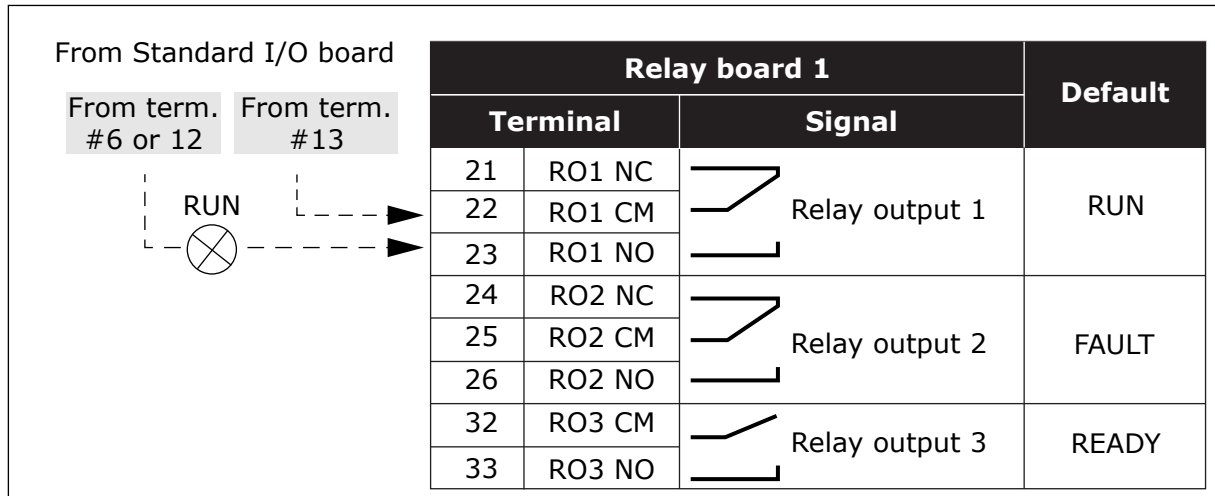 From Standard I/O board
From term.
#6 or 12
From term.
#13
RUN
Relay board 1
Default
Terminal
Signal
21 RO1 NC
22 RO1 CM
23 RO1 NO
Relay output 1
RUN
24 RO2 NC
25 RO2 CM
26 RO2 NO
Relay output 2
FAULT
32 RO3 CM
33 RO3 NO
Relay output 3
READY